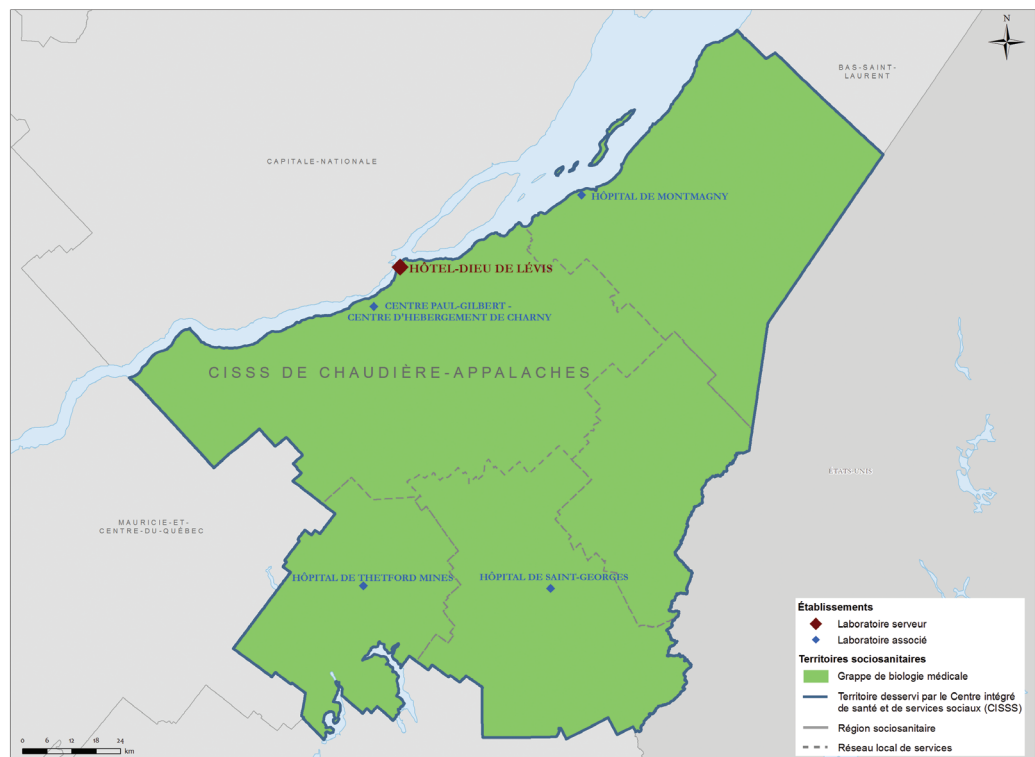 BAS-SAINT-
LAURENT
CAPITALE-NATIONALE
HÔPITAL DE MONTMAGNY
HÔTEL-DIEU DE LÉVIS
CENTRE PAUL-GILBERT -
CENTRE D'HEBERGEMENT DE CHARNY
CISSS DE CHAUDIÈRE-APPALACHES
ÉTATS-UNIS
MAURICIE-ET-
CENTRE-DU-QUÉBEC
HÔPITAL DE THETFORD MINES
HÔPITAL DE SAINT-GEORGES
Établissements
Laboratoire serveur
Laboratoire associé
Territoires sociosanitaires
Grappe de biologie médicale
Territoire desservi par le Centre intégré
de santé et de services sociaux (CISSS)
Région sociosanitaire
Réseau local de services
0 6 12 18 24
km